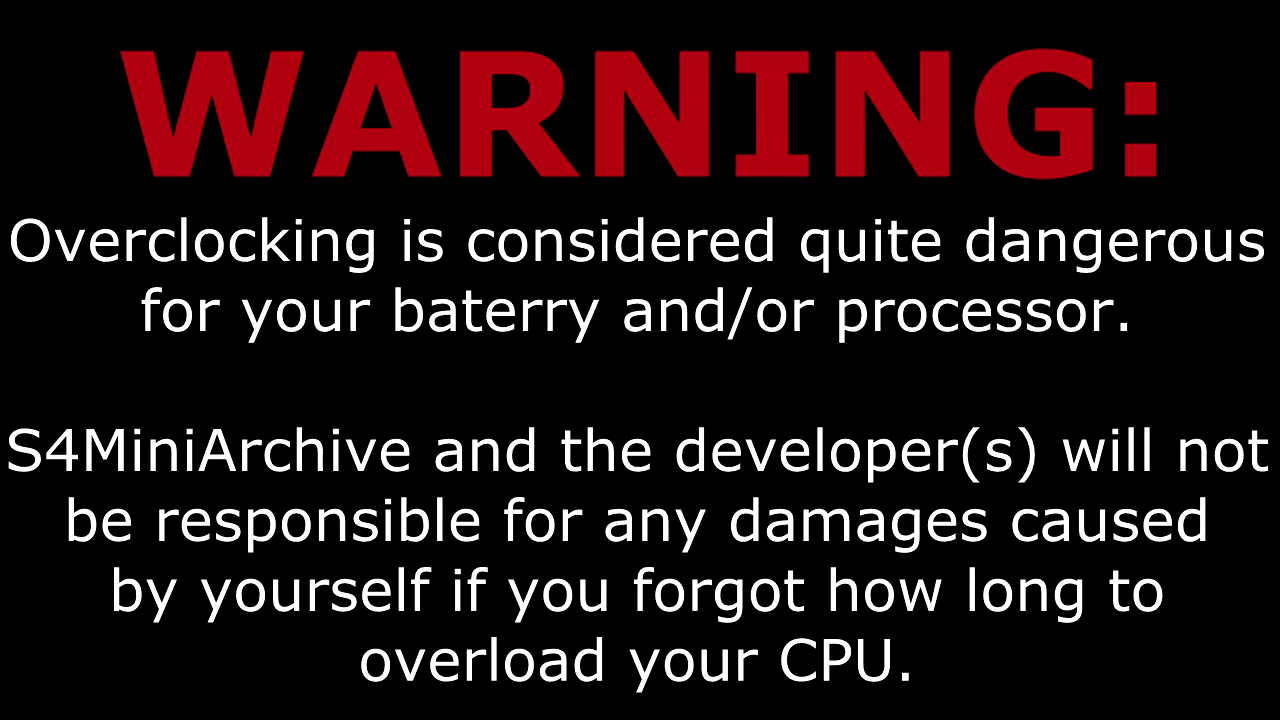 WARNING:
Overclocking is considered quite dangerous
for your baterry and/or processor.
S4MiniArchive and the developer(s) will not
be responsible for any damages caused
by yourself if you forgot how long to
overload your CPU.